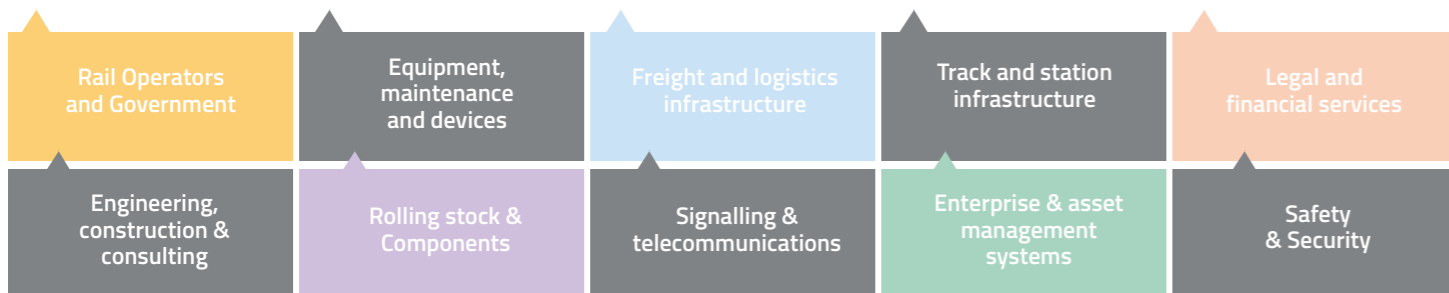 Rail Operators
and Government
Equipment,
maintenance
and devices
Freight and logistics
infrastructure
Track and station
infrastructure
Legal and
financial services
Engineering,
construction &
consulting
Rolling stock &
Components
Signalling &
telecommunications
Enterprise & asset
management
systems
Safety
& Security